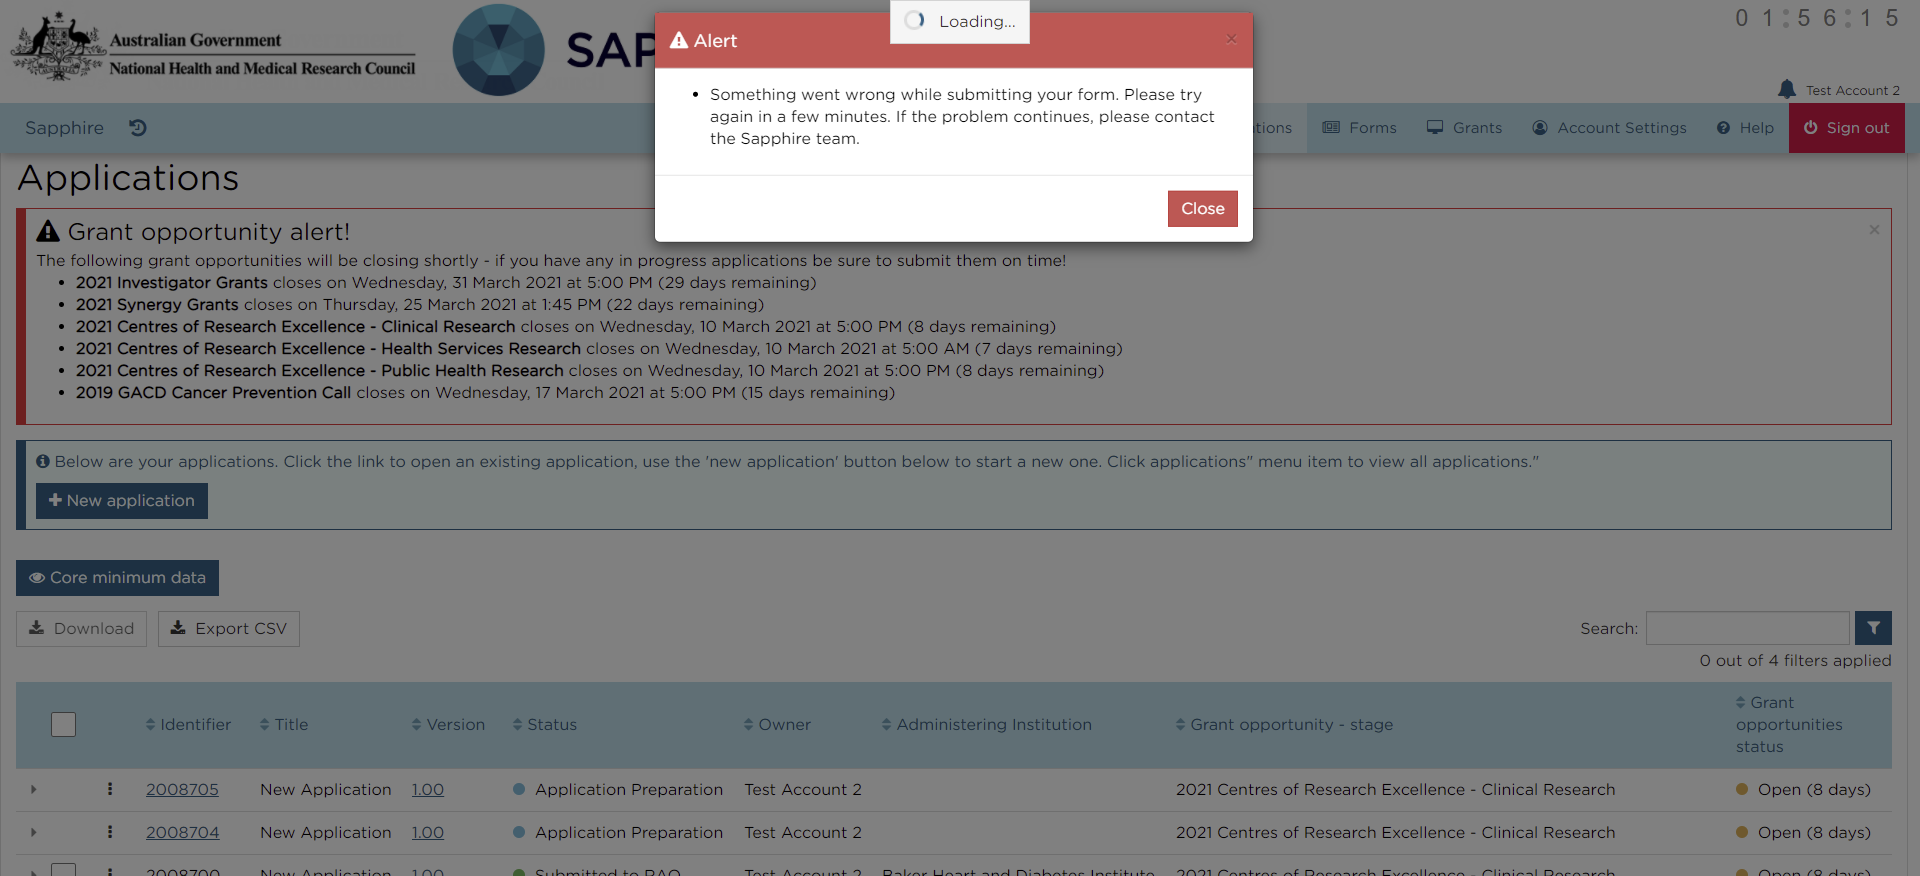 Australian Government
National Health and Medical Research Council
SAP
Loading...
01:56:15
Alert
×
Test Account 2
• Something went wrong while submitting your form. Please try
again in a few minutes. If the problem continues, please contact
the Sapphire team.
Close
Sapphire
tions
Forms
Grants
Account Settings
Help
Sign out
Applications
Grant opportunity alert!
×
The following grant opportunities will be closing shortly - if you have any in progress applications be sure to submit them on time!
• 2021 Investigator Grants closes on Wednesday, 31 March 2021 at 5:00 PM (29 days remaining)
• 2021 Synergy Grants closes on Thursday, 25 March 2021 at 1:45 PM (22 days remaining)
• 2021 Centres of Research Excellence - Clinical Research closes on Wednesday, 10 March 2021 at 5:00 PM (8 days remaining)
• 2021 Centres of Research Excellence - Health Services Research closes on Wednesday, 10 March 2021 at 5:00 AM (7 days remaining)
• 2021 Centres of Research Excellence - Public Health Research closes on Wednesday, 10 March 2021 at 5:00 PM (8 days remaining)
• 2019 GACD Cancer Prevention Call closes on Wednesday, 17 March 2021 at 5:00 PM (15 days remaining)
Below are your applications. Click the link to open an existing application, use the 'new application' button below to start a new one. Click applications" menu item to view all applications."
+ New application
Core minimum data
Download
Export CSV
Search:
0 out of 4 filters applied
Identifier Title Version Status Owner Administering Institution Grant opportunity - stage Grant
opportunities
status
2008705 New Application 1.00 Application Preparation Test Account 2 2021 Centres of Research Excellence - Clinical Research Open (8 days)
2008704 New Application 1.00 Application Preparation Test Account 2 2021 Centres of Research Excellence - Clinical Research Open (8 days)
2008700 New Application 1.00 Submitted to RAO Test Account 2 Baker Heart and Diabetes Institute 2021 Centres of Research Excellence - Clinical Research Open (8 days)